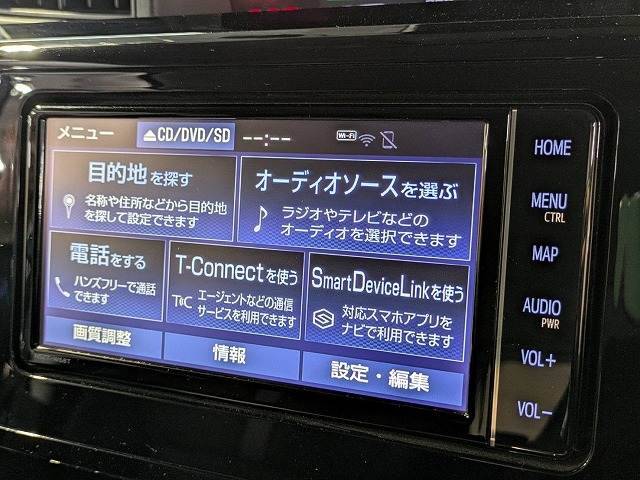 メニュー
⏏CD/DVD/SD
--:--
Wi-Fi
目的地を探す
名称や住所などから目的地
を探して設定できます
オーディオソースを選ぶ
ラジオやテレビなどの
オーディオを選択できます
電話をする
ハンズフリーで通話
できます
T-Connectを使う
TC エージェントなどの通信
サービスを利用できます
SmartDeviceLinkを使う
対応スマホアプリを
ナビで利用できます
画質調整
情報
設定・編集
HOME
MENU
CTRL
MAP
AUDIO
PWR
VOL+
VOL−